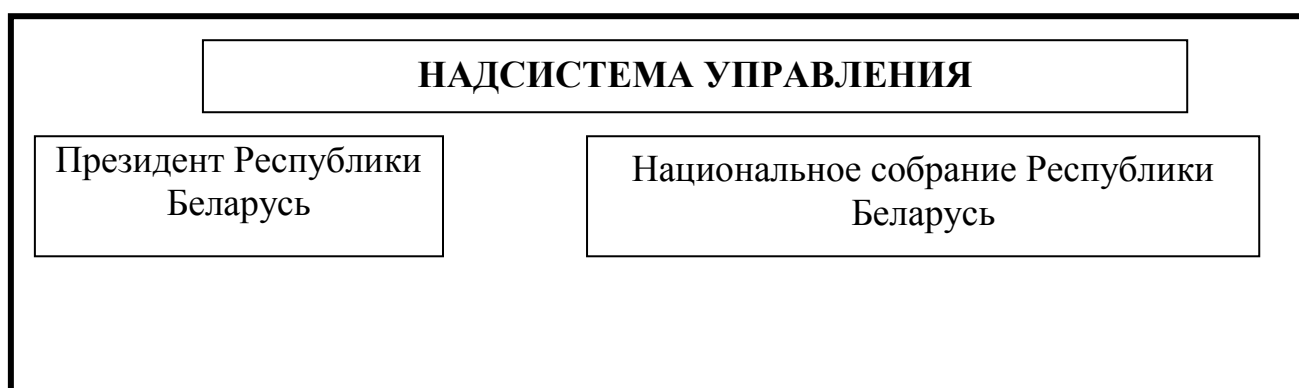 НАДСИСТЕМА УПРАВЛЕНИЯ
Президент Республики
Беларусь
Национальное собрание Республики
Беларусь